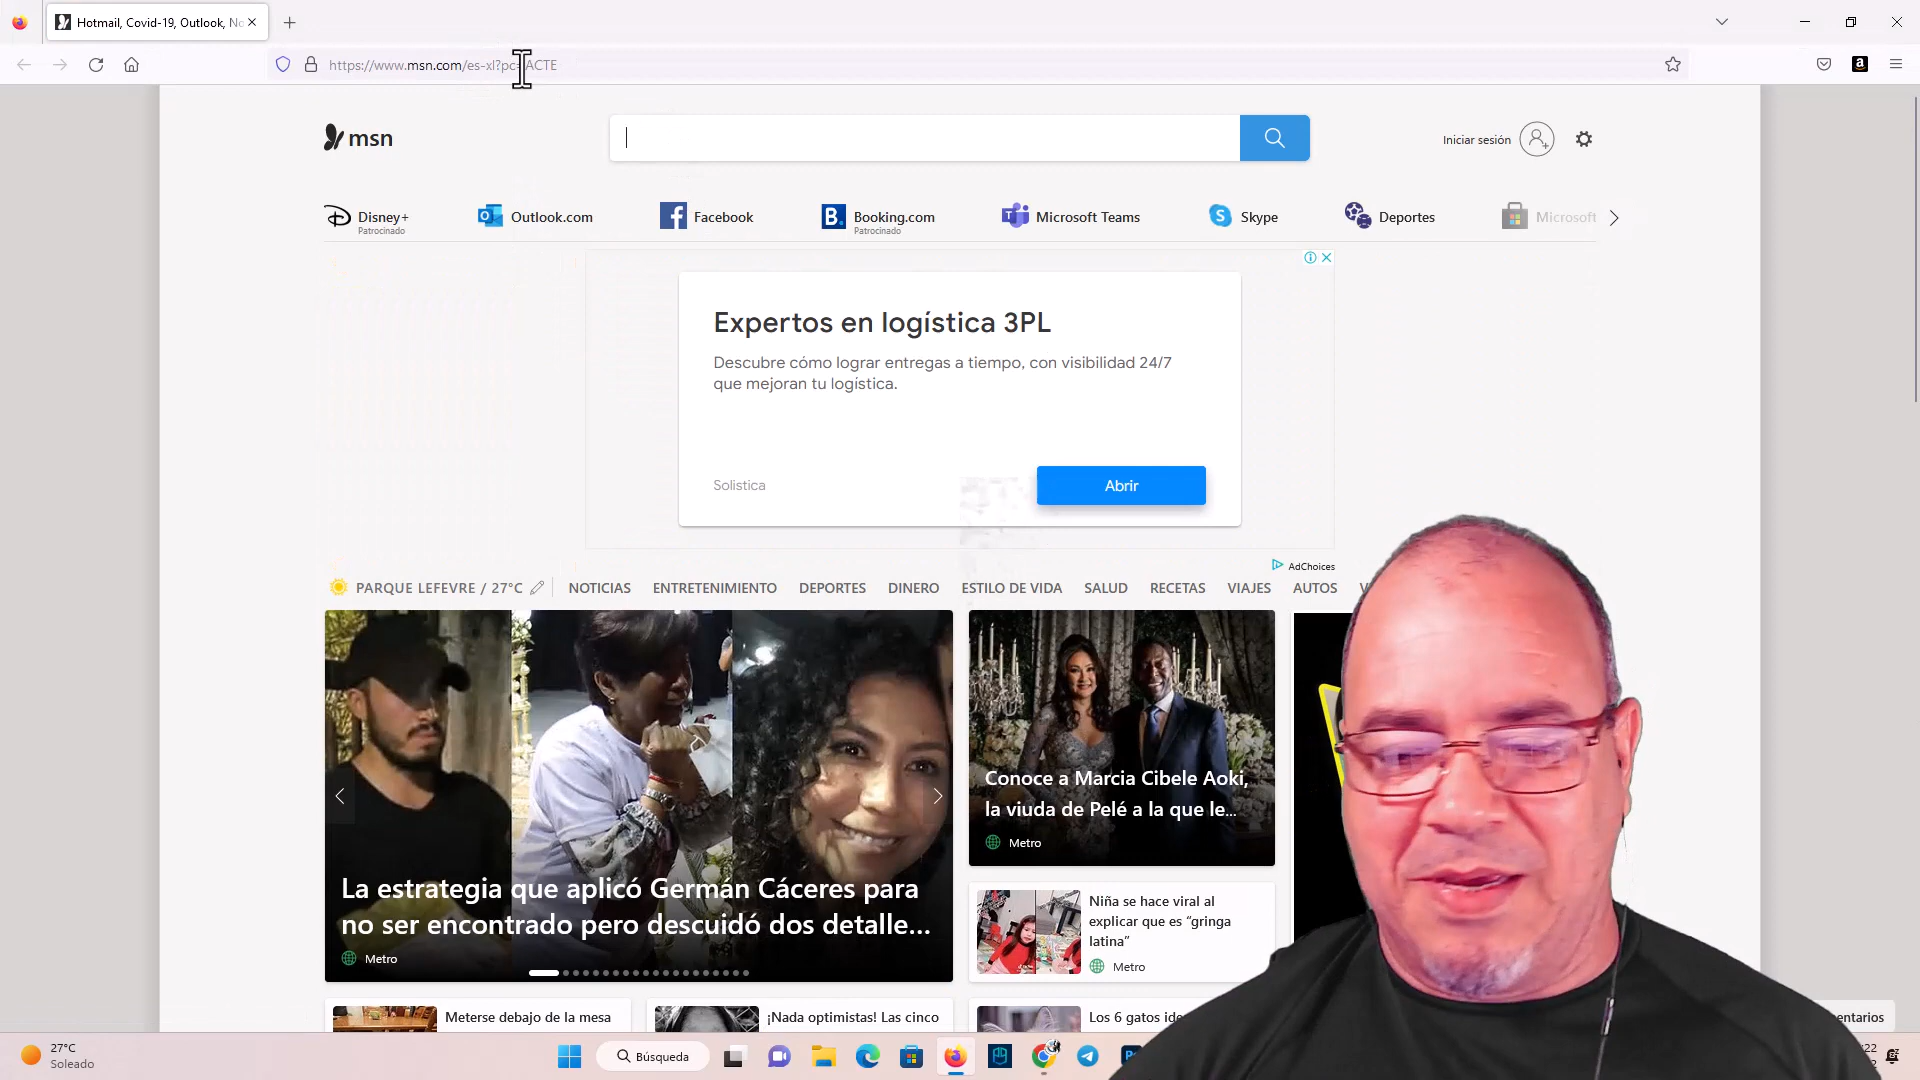 Hotmail, Covid-19, Outlook, No
https://www.msn.com/es-xl?pc=ACTE
msn
Iniciar sesión
Disney+
Patrocinado
Outlook.com
Facebook
Booking.com
Patrocinado
Microsoft Teams
Skype
Deportes
Microsoft
Expertos en logística 3PL
Descubre cómo lograr entregas a tiempo, con visibilidad 24/7
que mejoran tu logística.
Solistica
Abrir
AdChoices
PARQUE LEFEVRE / 27°C
NOTICIAS
ENTRETENIMIENTO
DEPORTES
DINERO
ESTILO DE VIDA
SALUD
RECETAS
VIAJES
AUTOS
La estrategia que aplicó Germán Cáceres para
no ser encontrado pero descuidó dos detalle...
Metro
Conoce a Marcia Cibele Aoki,
la viuda de Pelé a la que le...
Metro
Niña se hace viral al
explicar que es “gringa
latina”
Metro
Meterse debajo de la mesa
¡Nada optimistas! Las cinco
Los 6 gatos
entarios
27°C
Soleado
Búsqueda